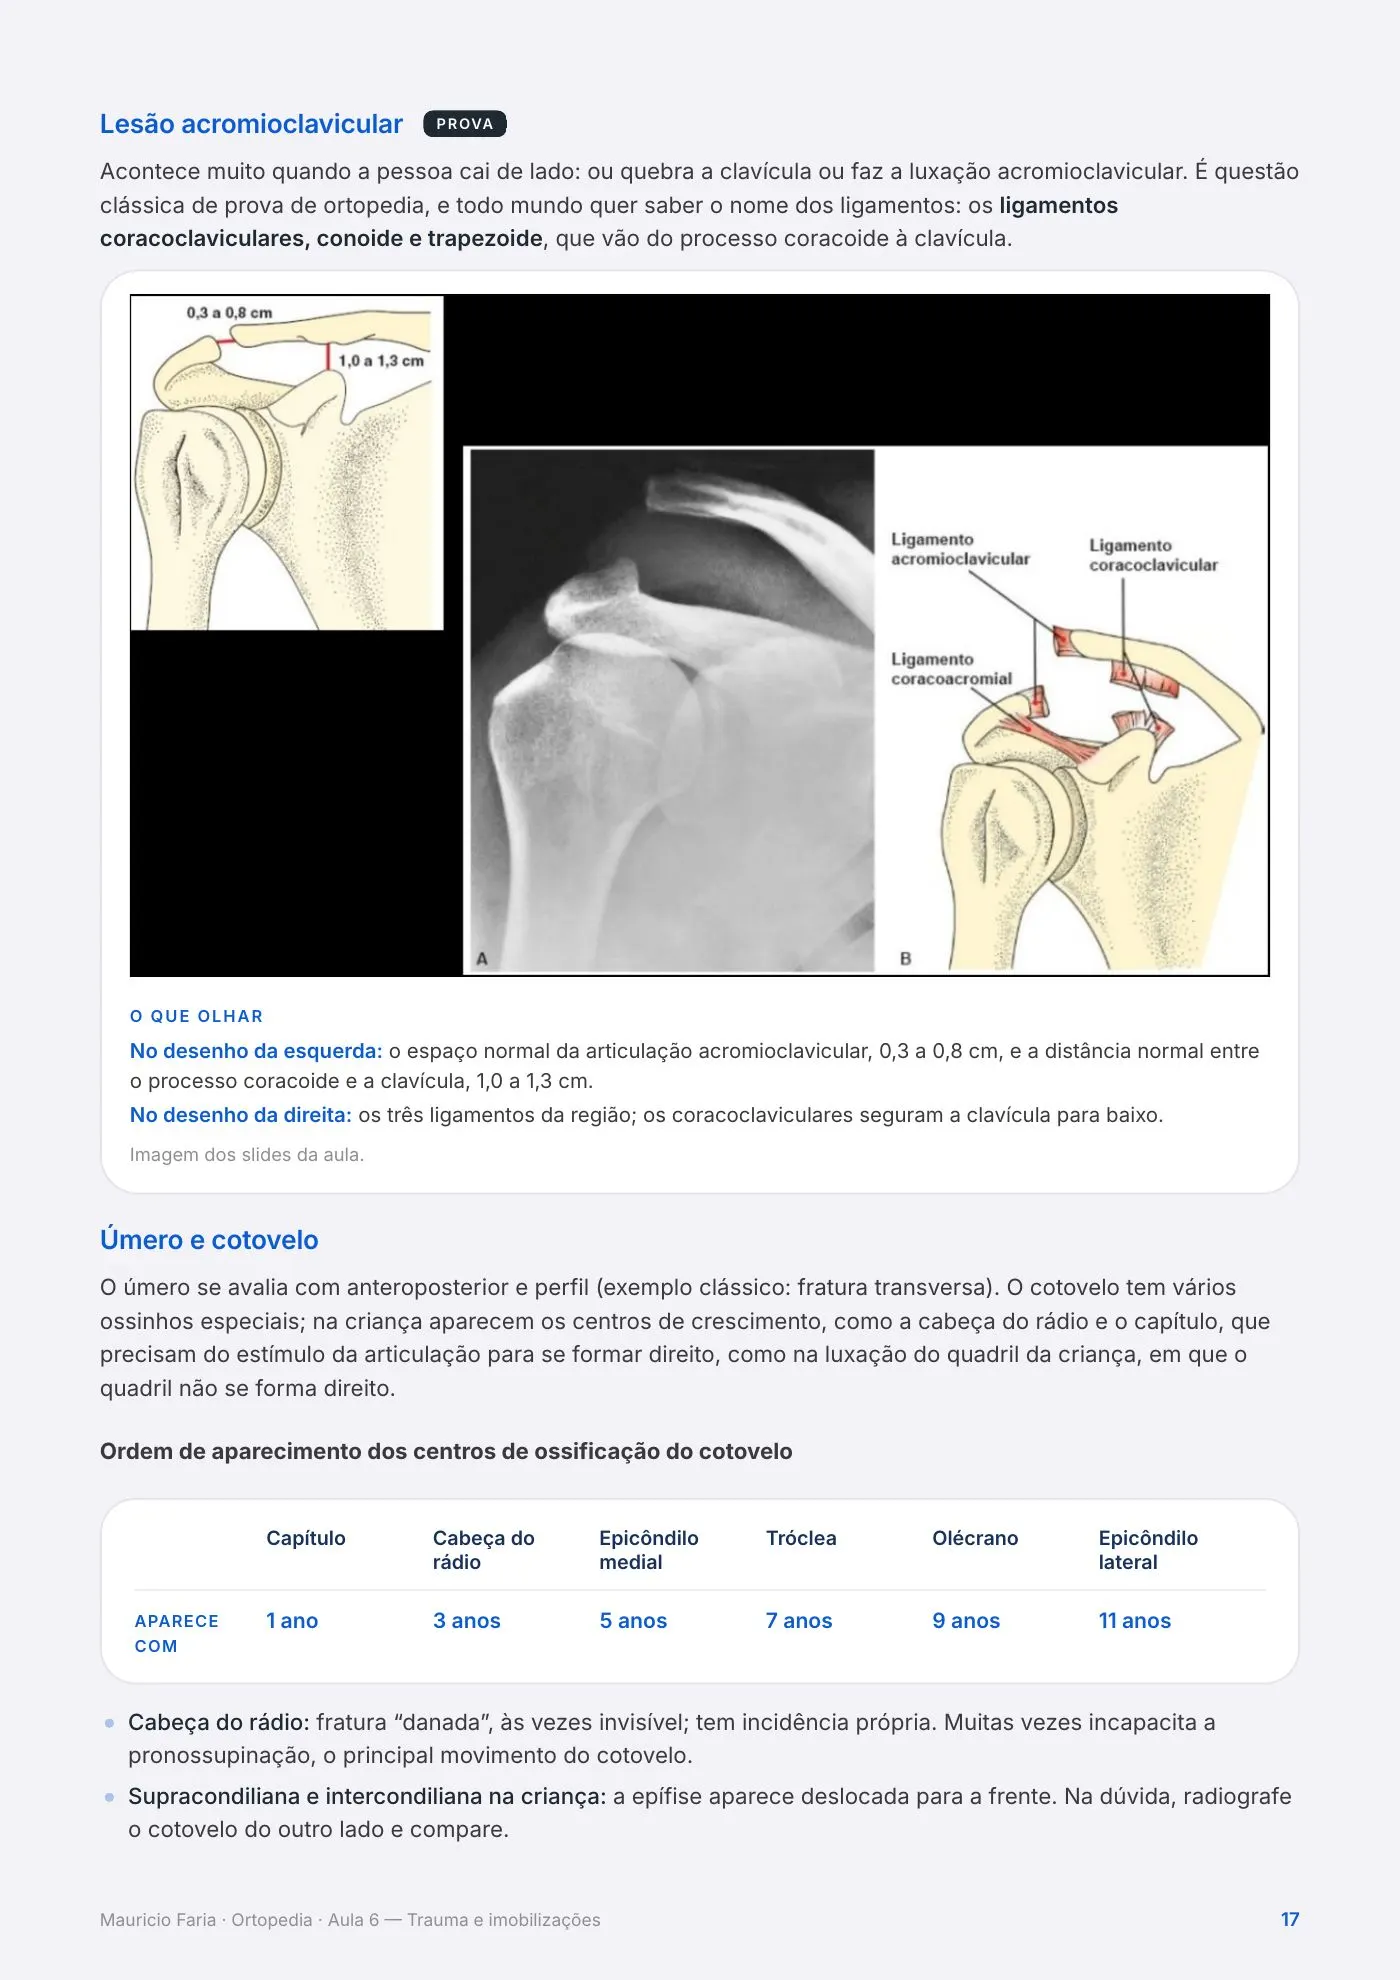 Lesão acromioclavicular PROVA
Acontece muito quando a pessoa cai de lado: ou quebra a clavícula ou faz a luxação acromioclavicular. É questão
clássica de prova de ortopedia, e todo mundo quer saber o nome dos ligamentos: os ligamentos
coracoclaviculares, conoide e trapezoide, que vão do processo coracoide à clavícula.
0,3 a 0,8 cm
1,0 a 1,3 cm
Ligamento
acromioclavicular
Ligamento
coracoclavicular
Ligamento
coracoacromial
A
B
O QUE OLHAR
No desenho da esquerda: o espaço normal da articulação acromioclavicular, 0,3 a 0,8 cm, e a distância normal entre
o processo coracoide e a clavícula, 1,0 a 1,3 cm.
No desenho da direita: os três ligamentos da região; os coracoclaviculares seguram a clavícula para baixo.
Imagem dos slides da aula.
Úmero e cotovelo
O úmero se avalia com anteroposterior e perfil (exemplo clássico: fratura transversa). O cotovelo tem vários
ossinhos especiais; na criança aparecem os centros de crescimento, como a cabeça do rádio e o capítulo, que
precisam do estímulo da articulação para se formar direito, como na luxação do quadril da criança, em que o
quadril não se forma direito.
Ordem de aparecimento dos centros de ossificação do cotovelo
Capítulo
Cabeça do
rádio
Epicôndilo
medial
Tróclea
Olécrano
Epicôndilo
lateral
APARECE
COM
1 ano
3 anos
5 anos
7 anos
9 anos
11 anos
Cabeça do rádio: fratura “danada”, às vezes invisível; tem incidência própria. Muitas vezes incapacita a
pronossupinação, o principal movimento do cotovelo.
Supracondiliana e intercondiliana na criança: a epífise aparece deslocada para a frente. Na dúvida, radiografe
o cotovelo do outro lado e compare.
Mauricio Faria · Ortopedia · Aula 6 — Trauma e imobilizações
17